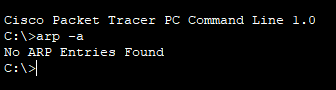 Cisco Packet Tracer PC Command Line 1.0
C:\>arp -a
No ARP Entries Found
C:\>